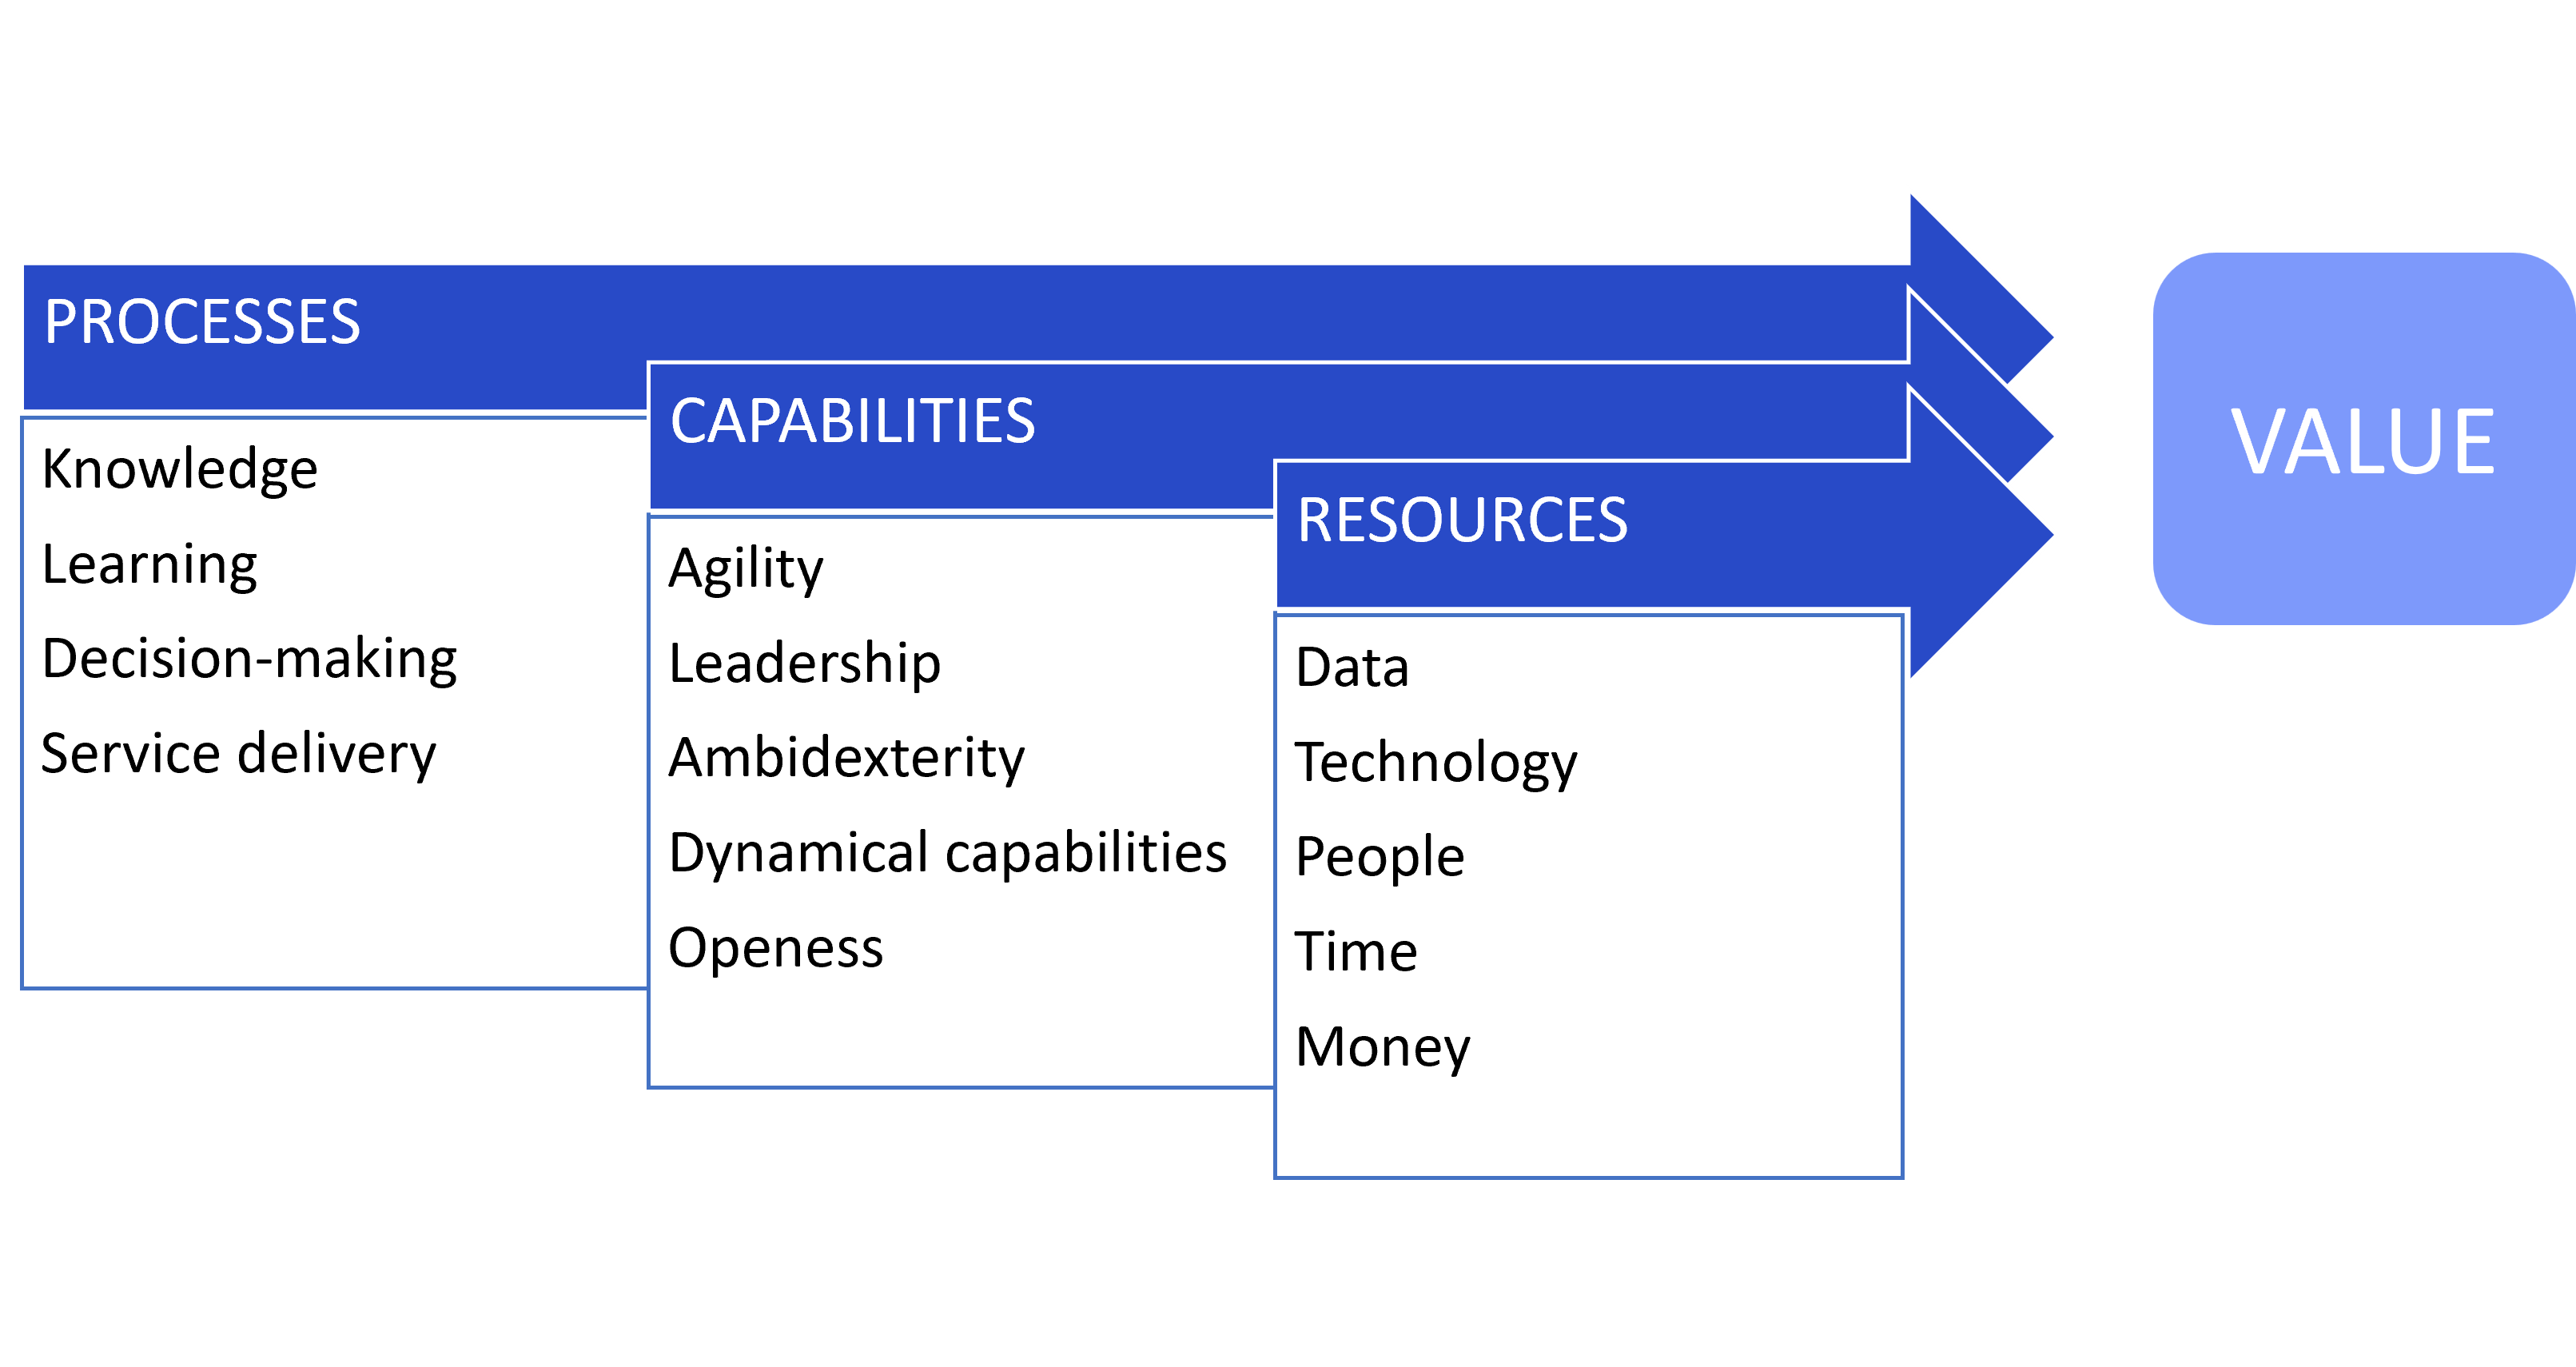 PROCESSES
Knowledge
Learning
Decision-making
Service delivery
CAPABILITIES
Agility
Leadership
Ambidexterity
Dynamical capabilities
Openess
RESOURCES
Data
Technology
People
Time
Money
VALUE